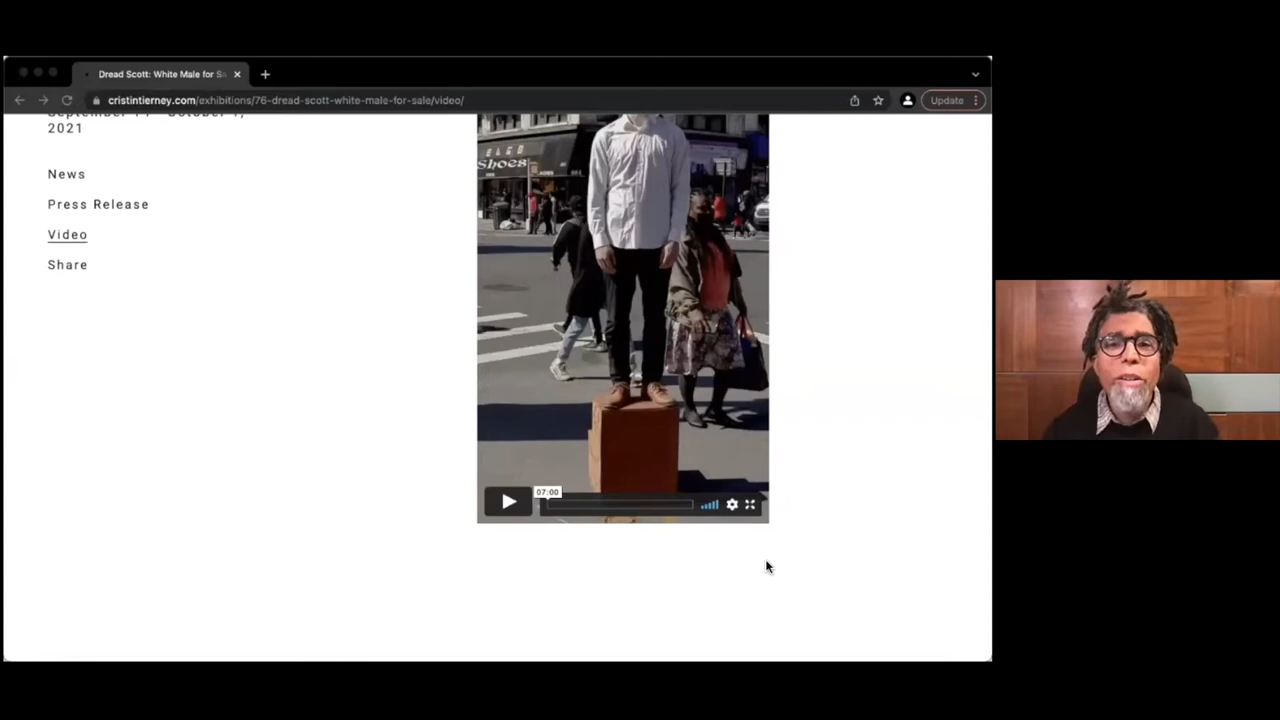 Dread Scott: White Male for Sa
cristintierney.com/exhibitions/76-dread-scott-white-male-for-sale/video/
Update
2021
News
Press Release
Video
Share
ELGO
Shoes
07:00